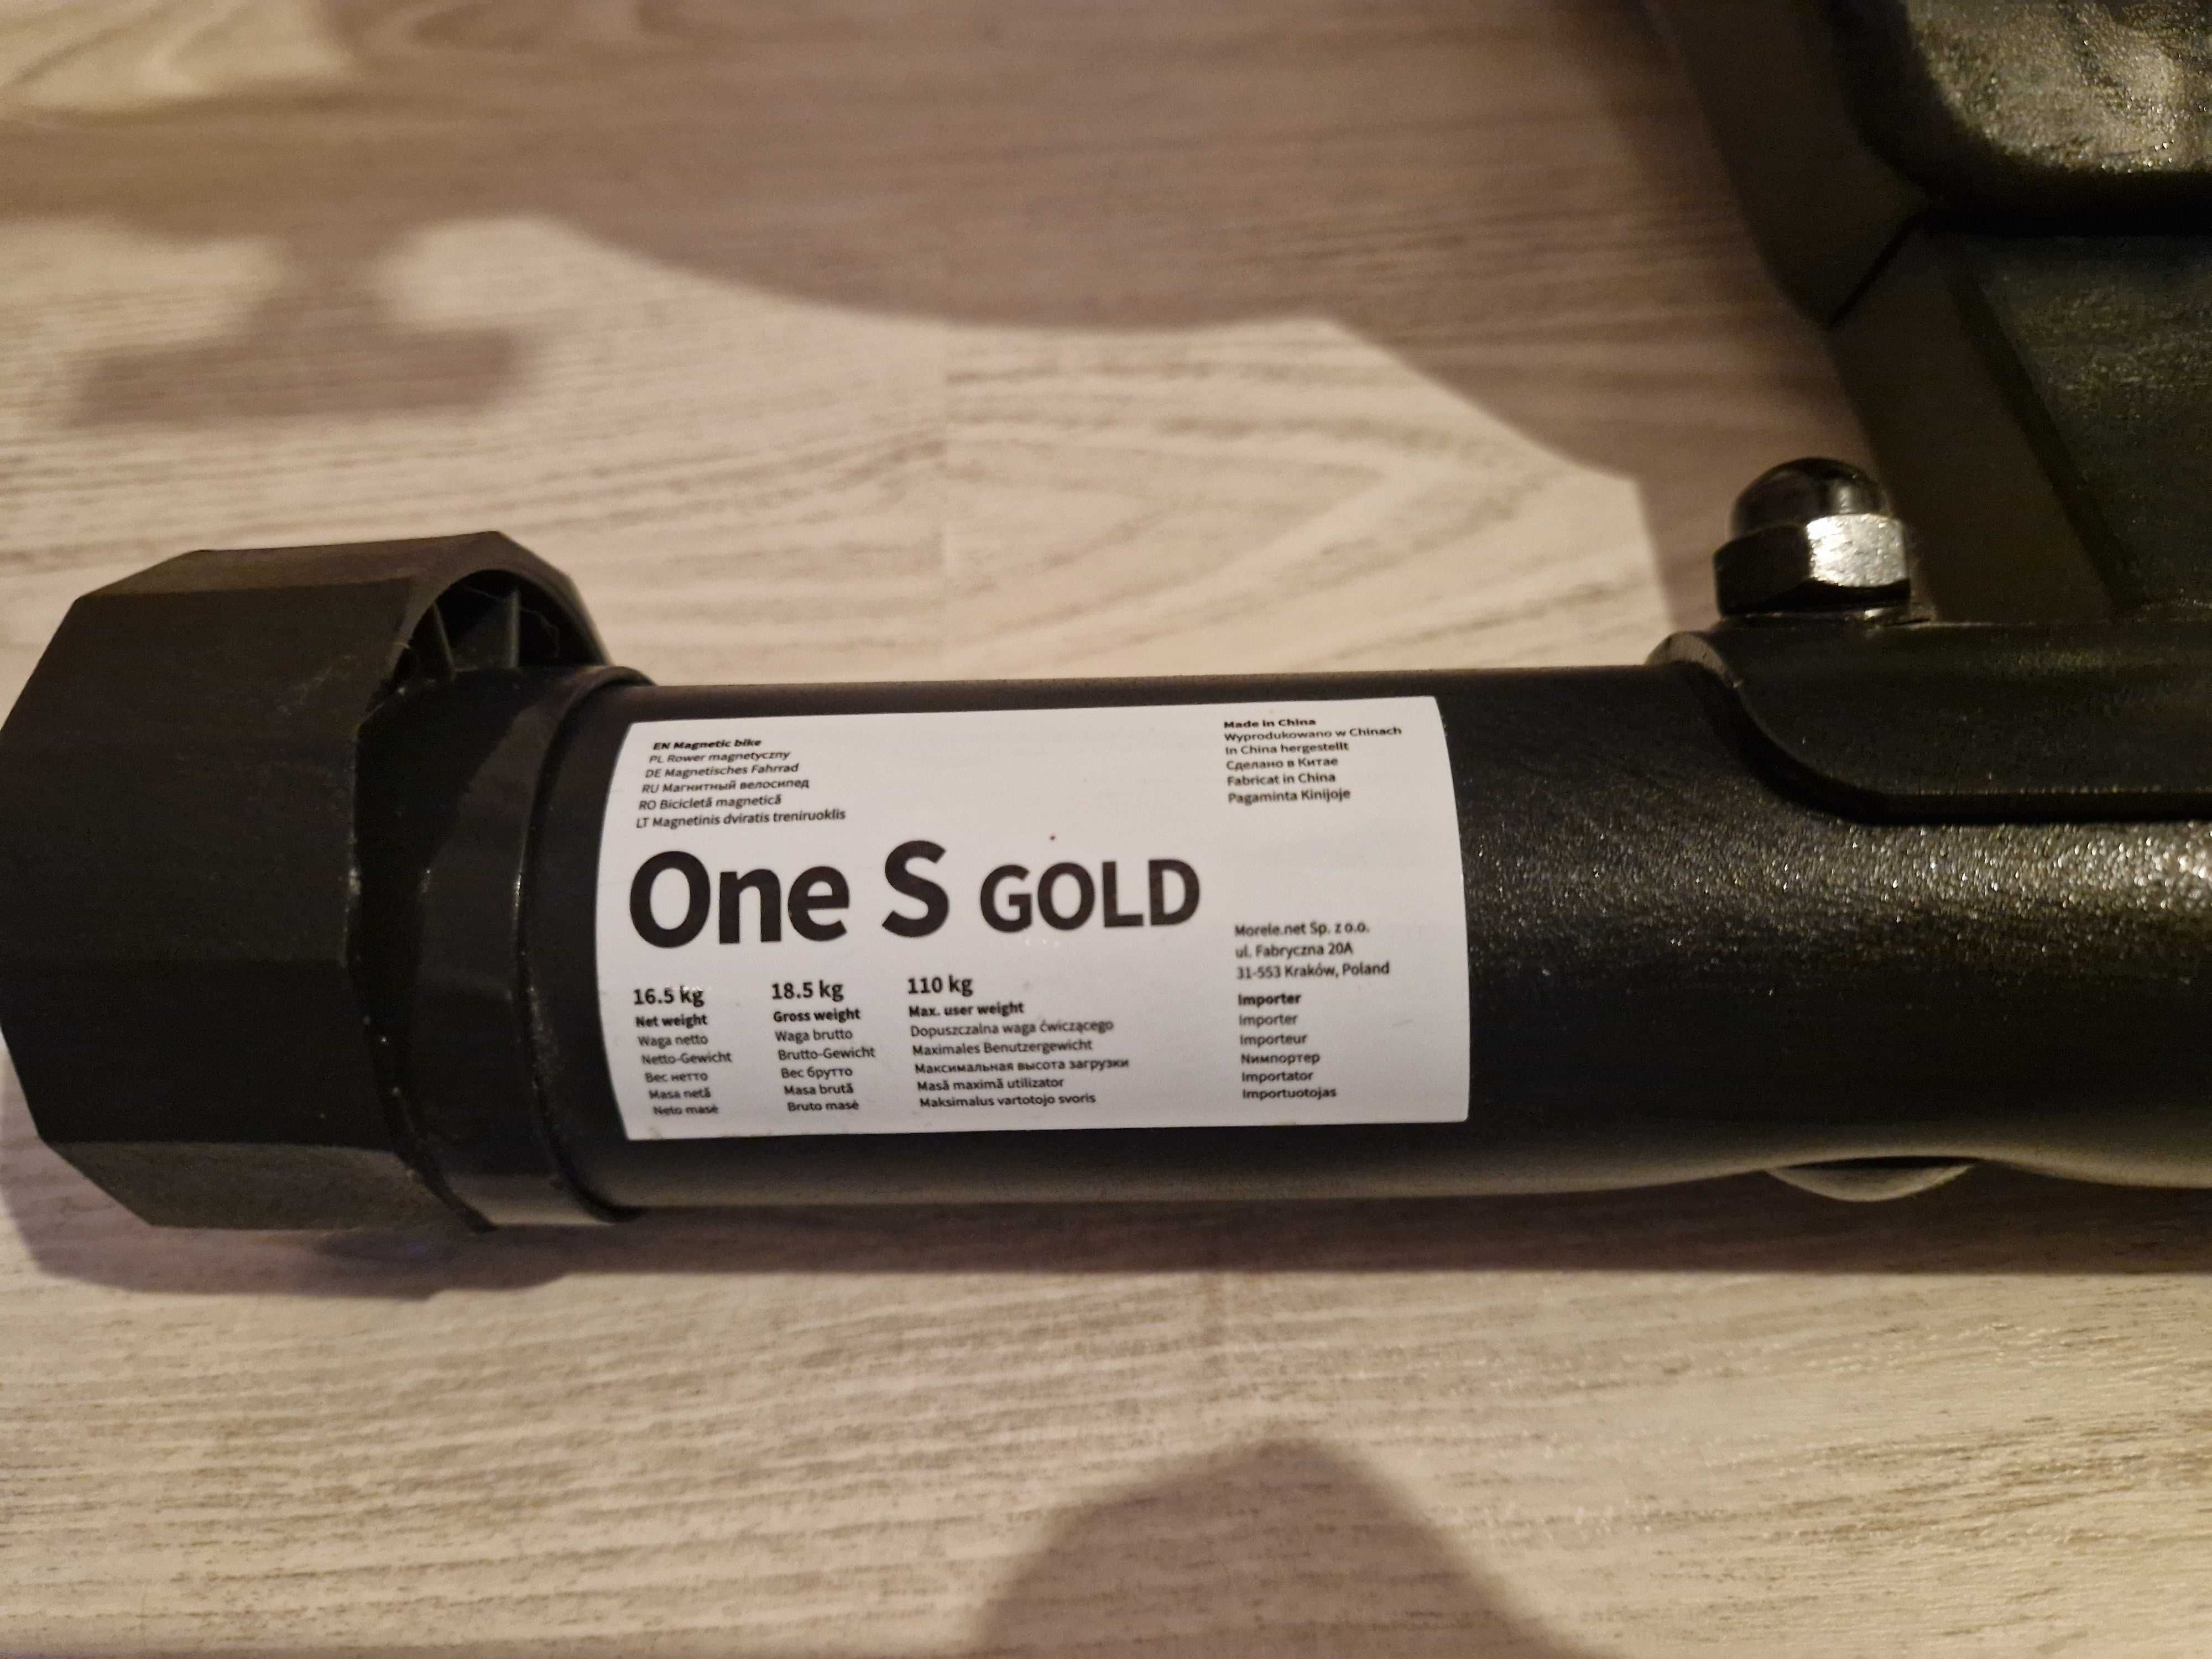 EN Magnetic bike
PL Rower magnetyczny
DE Magnetisches Fahrrad
RU Магнитный велосипед
RO Bicicletă magnetică
LT Magnetinis dviratis treniruoklis
Made in China
Wyprodukowano w Chinach
In China hergestellt
Сделано в Китае
Fabricat in China
Pagaminta Kinijoje
One S GOLD
16.5 kg
Net weight
Waga netto
Netto-Gewicht
Вес нетто
Masa netă
Neto masė
18.5 kg
Gross weight
Waga brutto
Brutto-Gewicht
Вес брутто
Masa brută
Bruto masė
110 kg
Max. user weight
Dopuszczalna waga ćwiczącego
Maximales Benutzergewicht
Максимальная высота загрузки
Masă maximă utilizator
Maksimalus vartotojo svoris
Morele.net Sp. z o.o.
ul. Fabryczna 20A
31-553 Kraków, Poland
Importer
Importer
Importeur
Nимпортер
Importator
Importuotojas